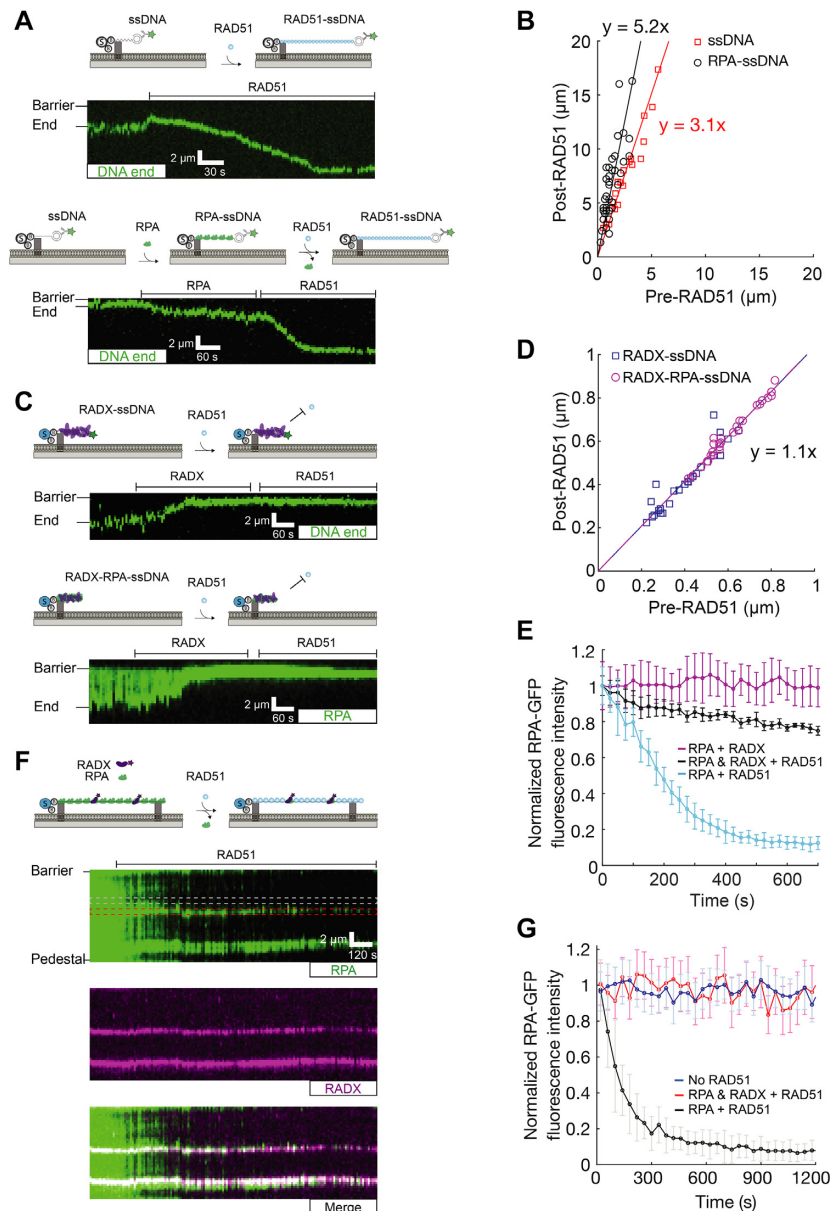 A
ssDNA
RAD51
RAD51-ssDNA
RAD51
Barrier
End
2 μm
30 s
DNA end
ssDNA
RPA
RPA-ssDNA
RAD51
RAD51-ssDNA
RPA
RAD51
Barrier
End
2 μm
60 s
DNA end
B
y = 5.2x
ssDNA
RPA-ssDNA
y = 3.1x
20
15
10
5
0
0
5
10
15
20
Post-RAD51 (μm)
Pre-RAD51 (μm)
C
RADX-ssDNA
RAD51
RADX
RAD51
Barrier
End
2 μm
60 s
DNA end
RADX-RPA-ssDNA
RAD51
RADX
RAD51
Barrier
End
2 μm
60 s
RPA
D
RADX-ssDNA
RADX-RPA-ssDNA
y = 1.1x
1
0.8
0.6
0.4
0.2
0
0
0.2
0.4
0.6
0.8
1
Post-RAD51 (μm)
Pre-RAD51 (μm)
E
1.2
1
0.8
0.6
0.4
0.2
0
RPA + RADX
RPA & RADX + RAD51
RPA + RAD51
0
200
400
600
Normalized RPA-GFP
fluorescence intensity
Time (s)
F
RADX
RPA
RAD51
S
RAD51
Barrier
Pedestal
2 μm
120 s
RPA
RADX
Merge
G
1.2
1
0.8
0.6
0.4
0.2
0
No RAD51
RPA & RADX + RAD51
RPA + RAD51
0
300
600
900
1200
Normalized RPA-GFP
fluorescence intensity
Time (s)